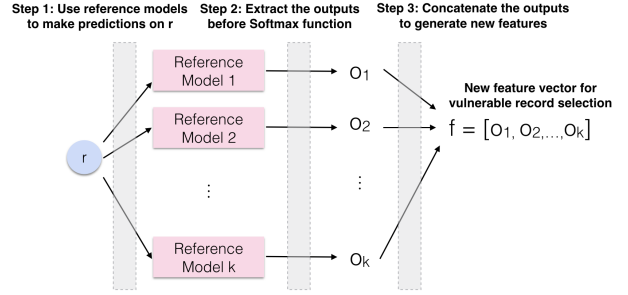 Step 1: Use reference models
to make predictions on r
Step 2: Extract the outputs
before Softmax function
Step 3: Concatenate the outputs
to generate new features
Reference
Model 1
O1
Reference
Model 2
O2
r
⋮
⋮
Reference
Model k
Ok
New feature vector for
vulnerable record selection
f = [O1, O2,...,Ok]